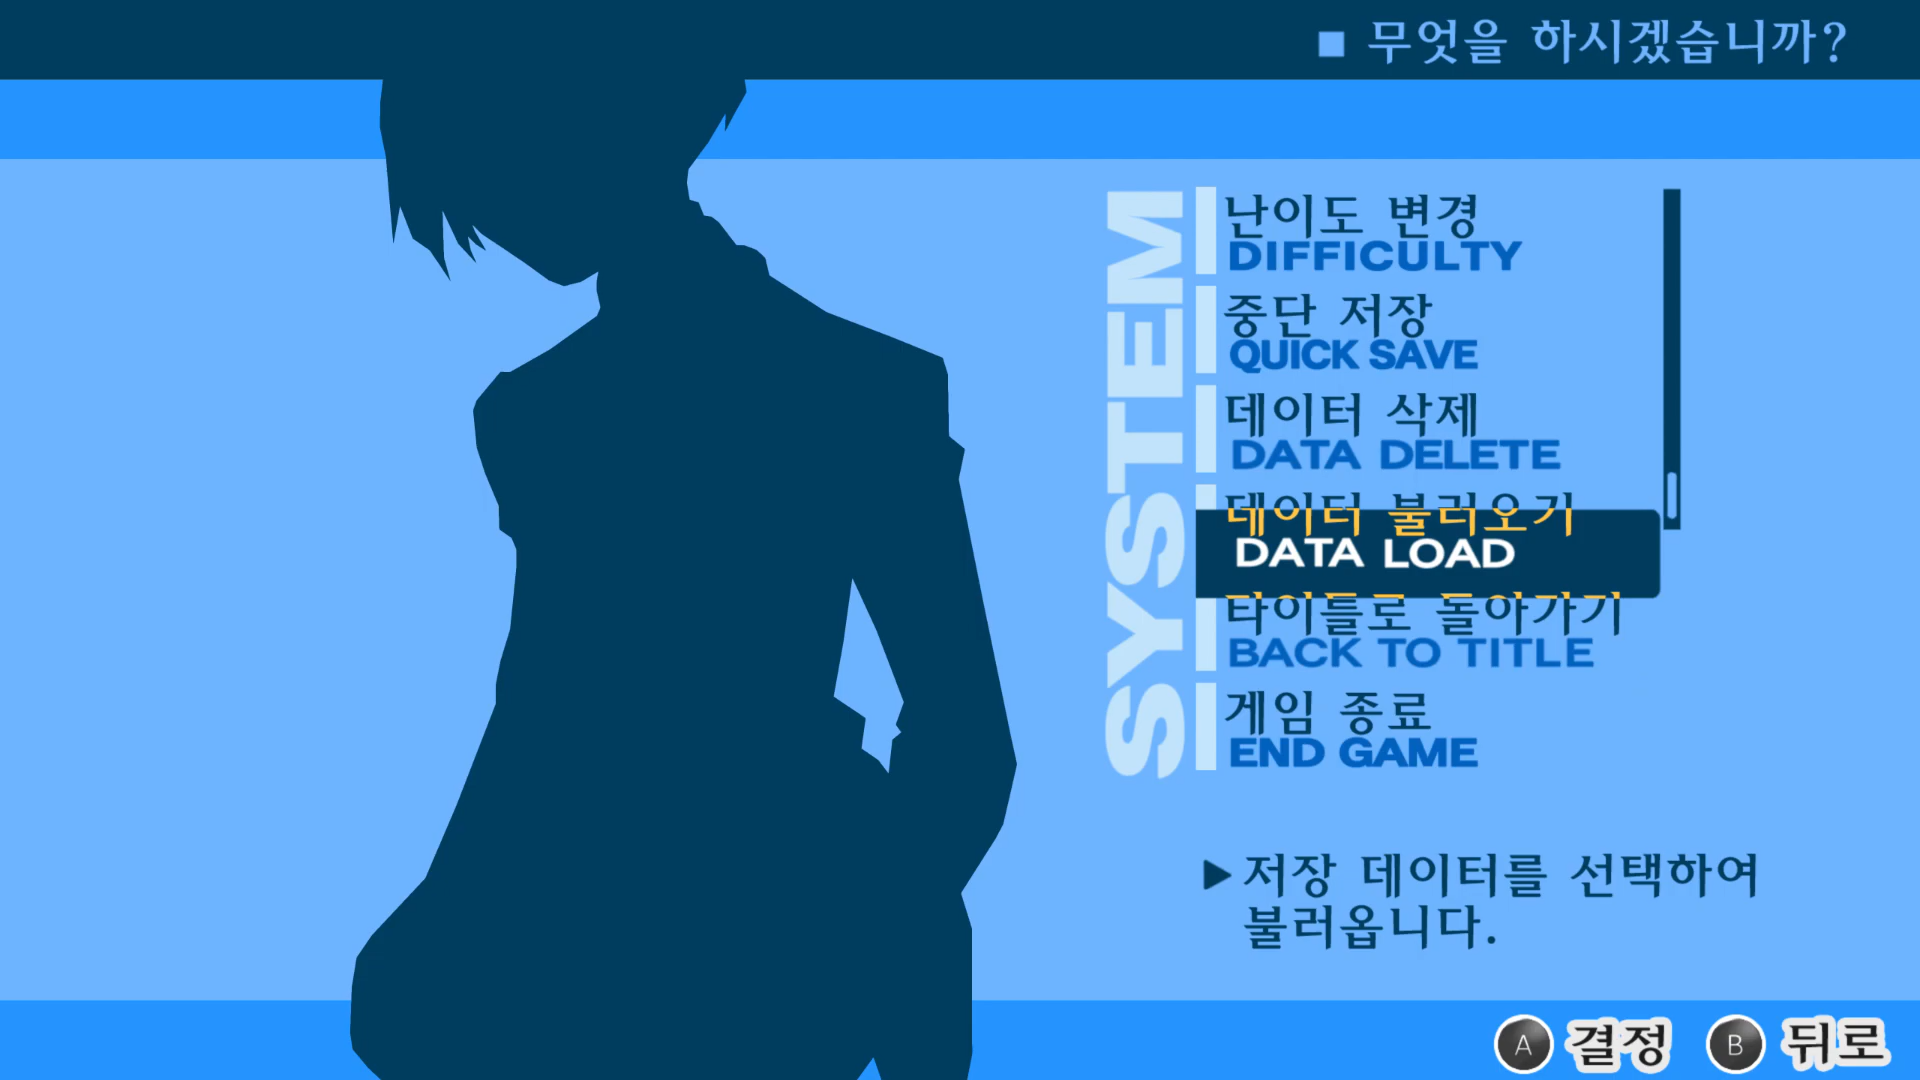 ■ 무엇을 하시겠습니까?
SYSTEM
난이도 변경
DIFFICULTY
중단 저장
QUICK SAVE
데이터 삭제
DATA DELETE
데이터 불러오기
DATA LOAD
타이틀로 돌아가기
BACK TO TITLE
게임 종료
END GAME
▶저장 데이터를 선택하여
불러옵니다.
A 결정 B 뒤로